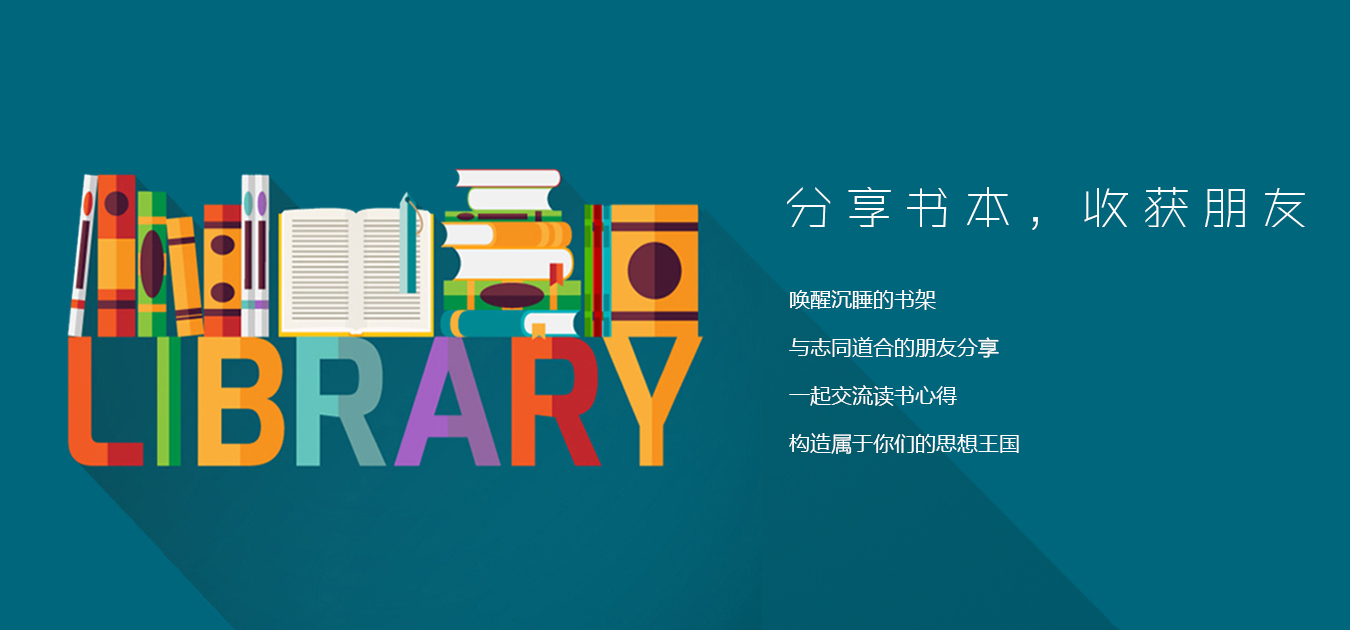 LIBRARY
分享书本，收获朋友
唤醒沉睡的书架
与志同道合的朋友分享
一起交流读书心得
构造属于你们的思想王国